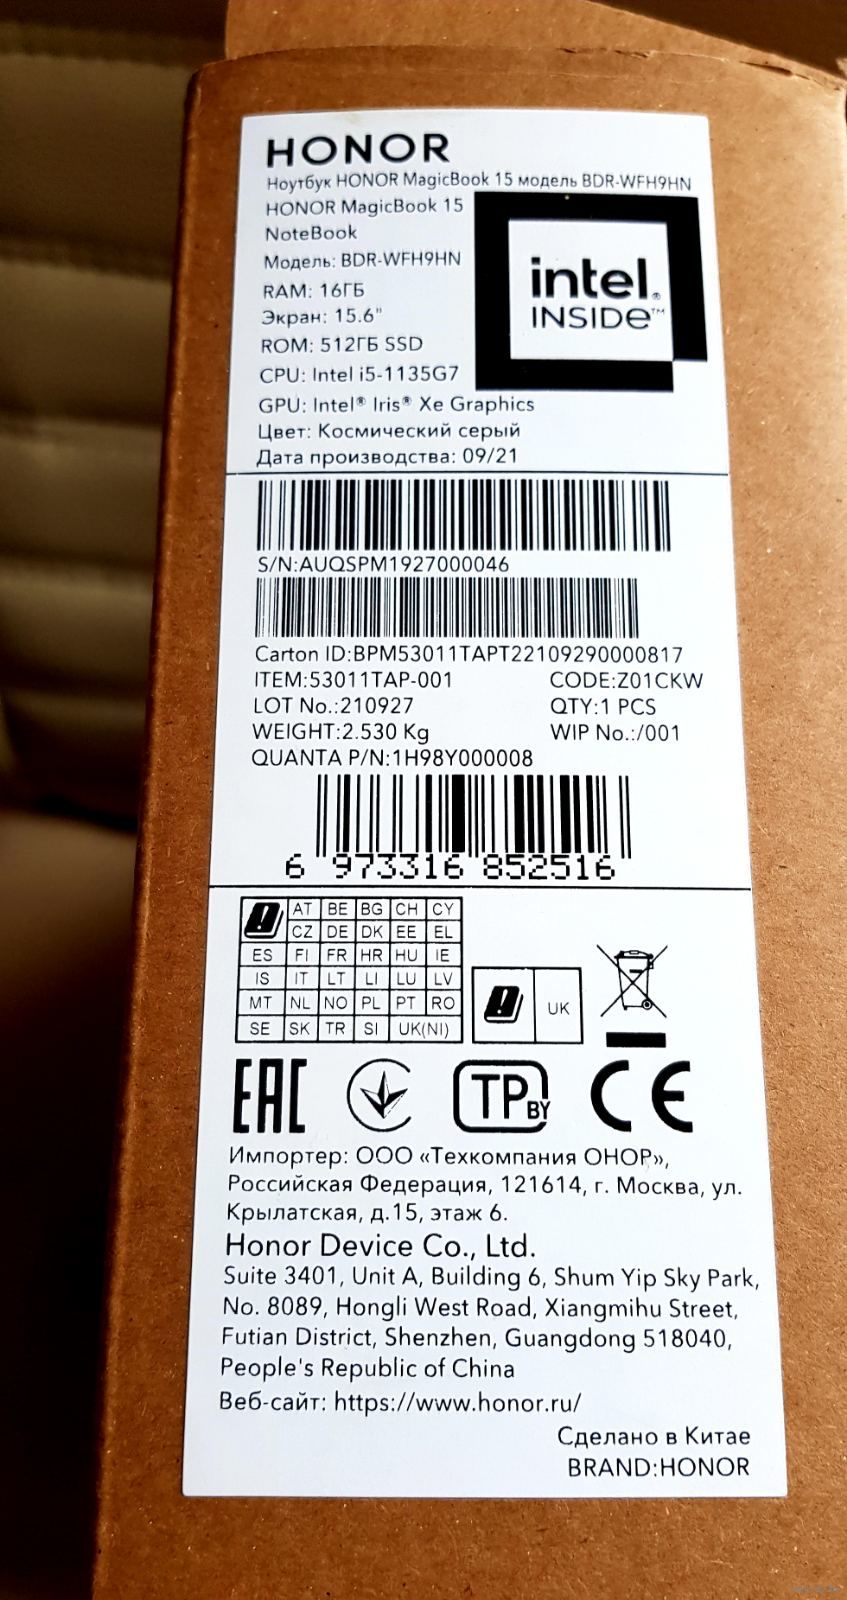 HONOR
Ноутбук HONOR MagicBook 15 модель BDR-WFH9HN
HONOR MagicBook 15
NoteBook
Модель: BDR-WFH9HN
RAM: 16ГБ
Экран: 15.6"
ROM: 512ГБ SSD
CPU: Intel i5-1135G7
GPU: Intel® Iris® Xe Graphics
Цвет: Космический серый
Дата производства: 09/21
intel®
INSIDe™
S/N:AUQSPM1927000046
Carton ID:BPM53011TAPT22109290000817
ITEM:53011TAP-001 CODE:Z01CKW
LOT No.:210927 QTY:1 PCS
WEIGHT:2.530 Kg WIP No.:/001
QUANTA P/N:1H98Y000008
6 973316 852516
AT BE BG CH CY
CZ DE DK EE EL
ES FI FR HR HU IE
IS IT LT LI LU LV
MT NL NO PL PT RO
SE SK TR SI UK(NI)
UK
EAC TP BY CE
Импортер: ООО «Техкомпания ОНОР»,
Российская Федерация, 121614, г. Москва, ул.
Крылатская, д.15, этаж 6.
Honor Device Co., Ltd.
Suite 3401, Unit A, Building 6, Shum Yip Sky Park,
No. 8089, Hongli West Road, Xiangmihu Street,
Futian District, Shenzhen, Guangdong 518040,
People's Republic of China
Веб-сайт: https://www.honor.ru/
Сделано в Китае
BRAND:HONOR